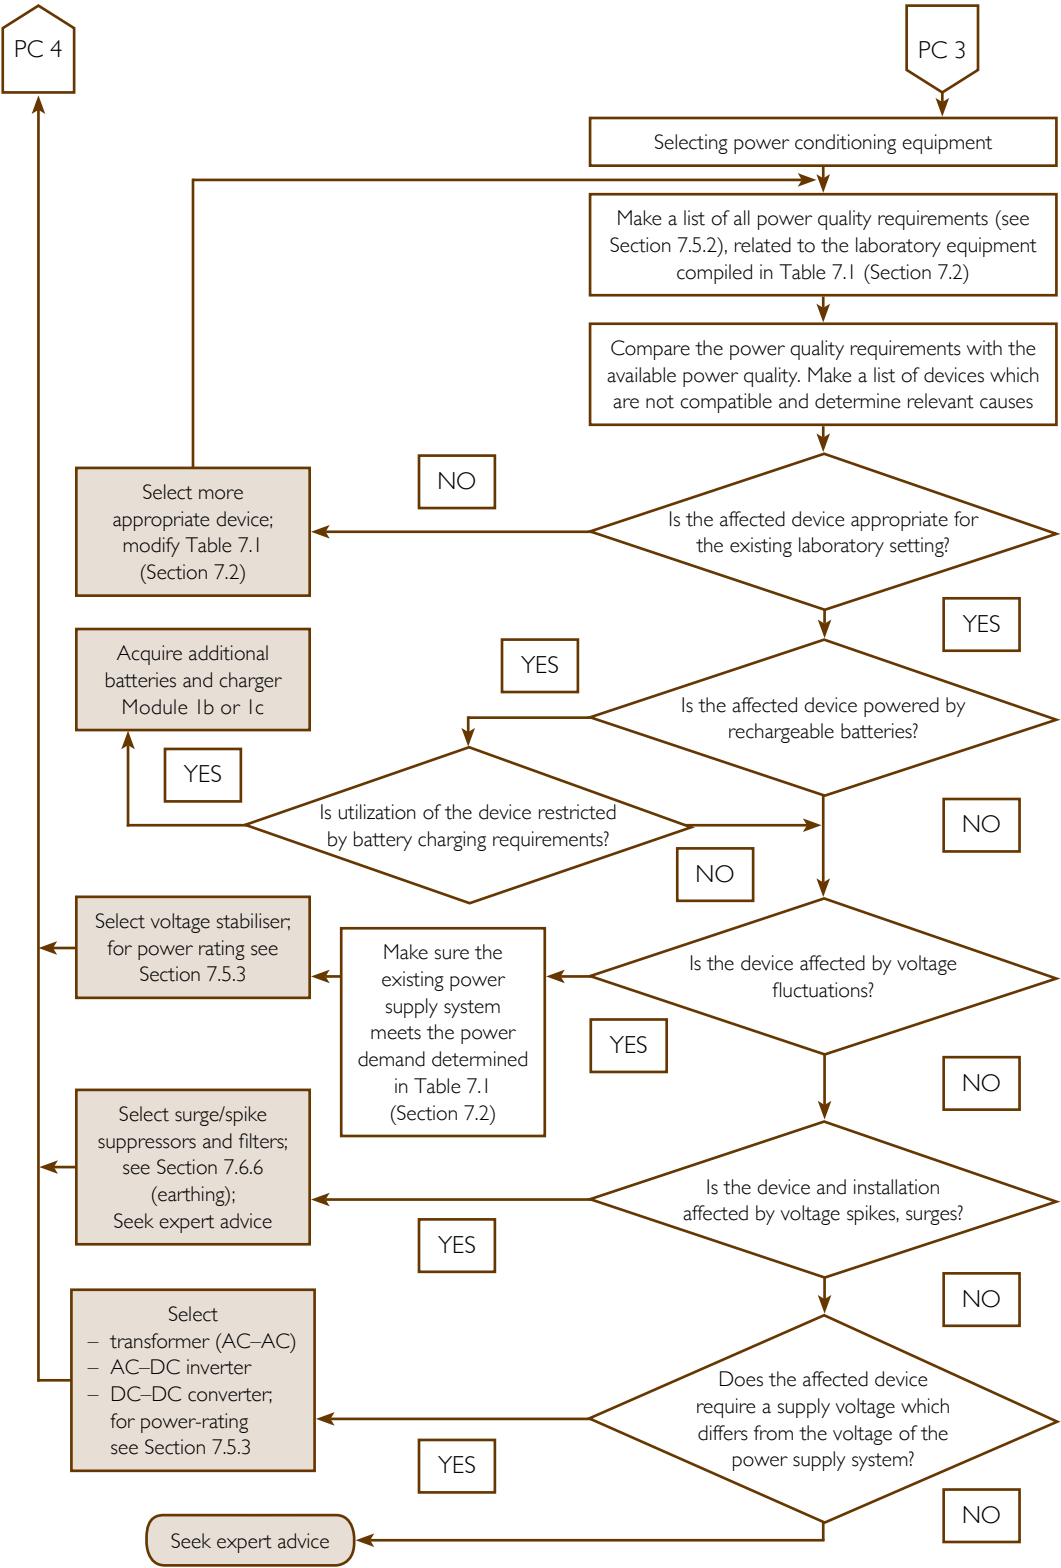 PC 4
PC 3
Selecting power conditioning equipment
Make a list of all power quality requirements (see
Section 7.5.2), related to the laboratory equipment
compiled in Table 7.1 (Section 7.2)
Compare the power quality requirements with the
available power quality. Make a list of devices which
are not compatible and determine relevant causes
NO
Select more
appropriate device;
modify Table 7.1
(Section 7.2)
Is the affected device appropriate for
the existing laboratory setting?
YES
YES
Acquire additional
batteries and charger
Module 1b or 1c
Is the affected device powered by
rechargeable batteries?
YES
Is utilization of the device restricted
by battery charging requirements?
NO
NO
Select voltage stabiliser;
for power rating see
Section 7.5.3
Make sure the
existing power
supply system
meets the power
demand determined
in Table 7.1
(Section 7.2)
Is the device affected by voltage
fluctuations?
YES
NO
Select surge/spike
suppressors and filters;
see Section 7.6.6
(earthing);
Seek expert advice
Is the device and installation
affected by voltage spikes, surges?
YES
NO
Select
– transformer (AC–AC)
– AC–DC inverter
– DC–DC converter;
for power-rating
see Section 7.5.3
Does the affected device
require a supply voltage which
differs from the voltage of the
power supply system?
YES
NO
Seek expert advice